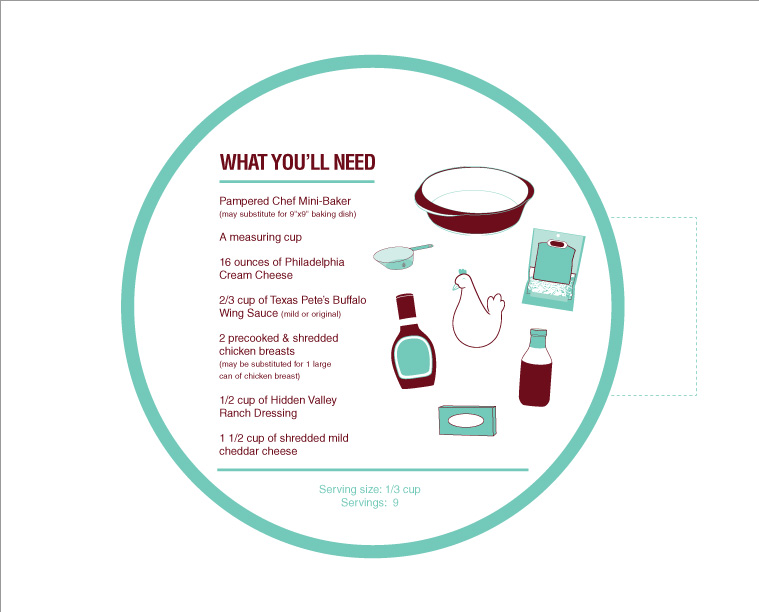 WHAT YOU'LL NEED
Pampered Chef Mini-Baker
(may substitute for 9"x9" baking dish)
A measuring cup
16 ounces of Philadelphia
Cream Cheese
2/3 cup of Texas Pete's Buffalo
Wing Sauce (mild or original)
2 precooked & shredded
chicken breasts
(may be substituted for 1 large
can of chicken breast)
1/2 cup of Hidden Valley
Ranch Dressing
1 1/2 cup of shredded mild
cheddar cheese
Serving size: 1/3 cup
Servings: 9